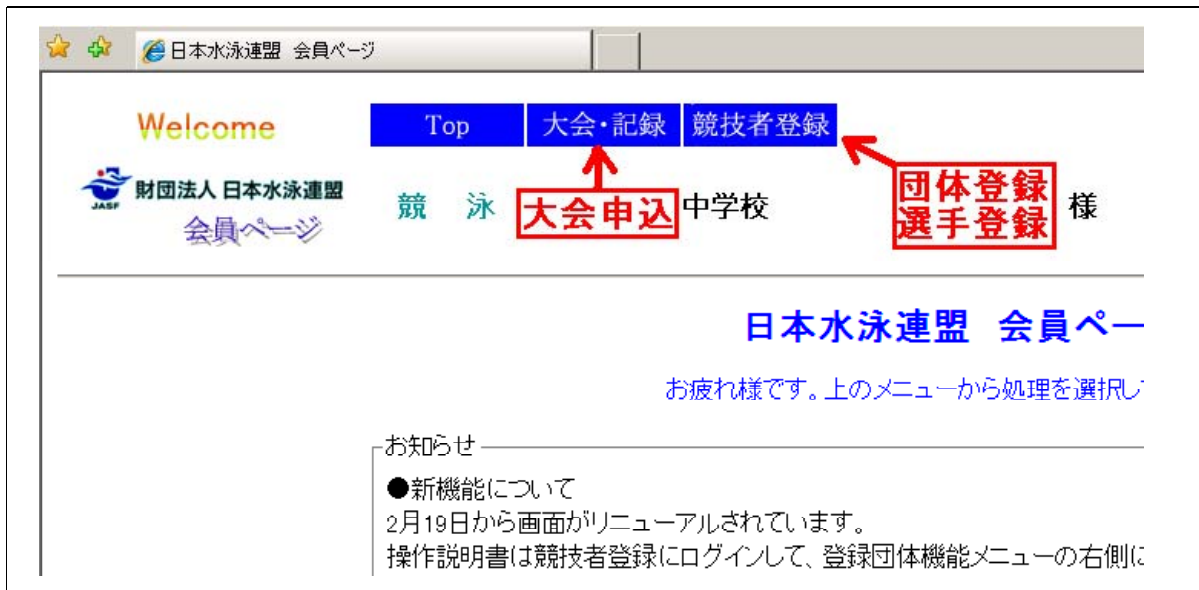 日本水泳連盟 会員ページ
Welcome
Top 大会・記録 競技者登録
JASF 財団法人 日本水泳連盟
会員ページ
競 泳 大会申込 中学校 団体登録 選手登録 様
日本水泳連盟 会員ペー
お疲れ様です。上のメニューから処理を選択し
お知らせ
●新機能について
2月19日から画面がリニューアルされています。
操作説明書は競技者登録にログインして、登録団体機能メニューの右側に